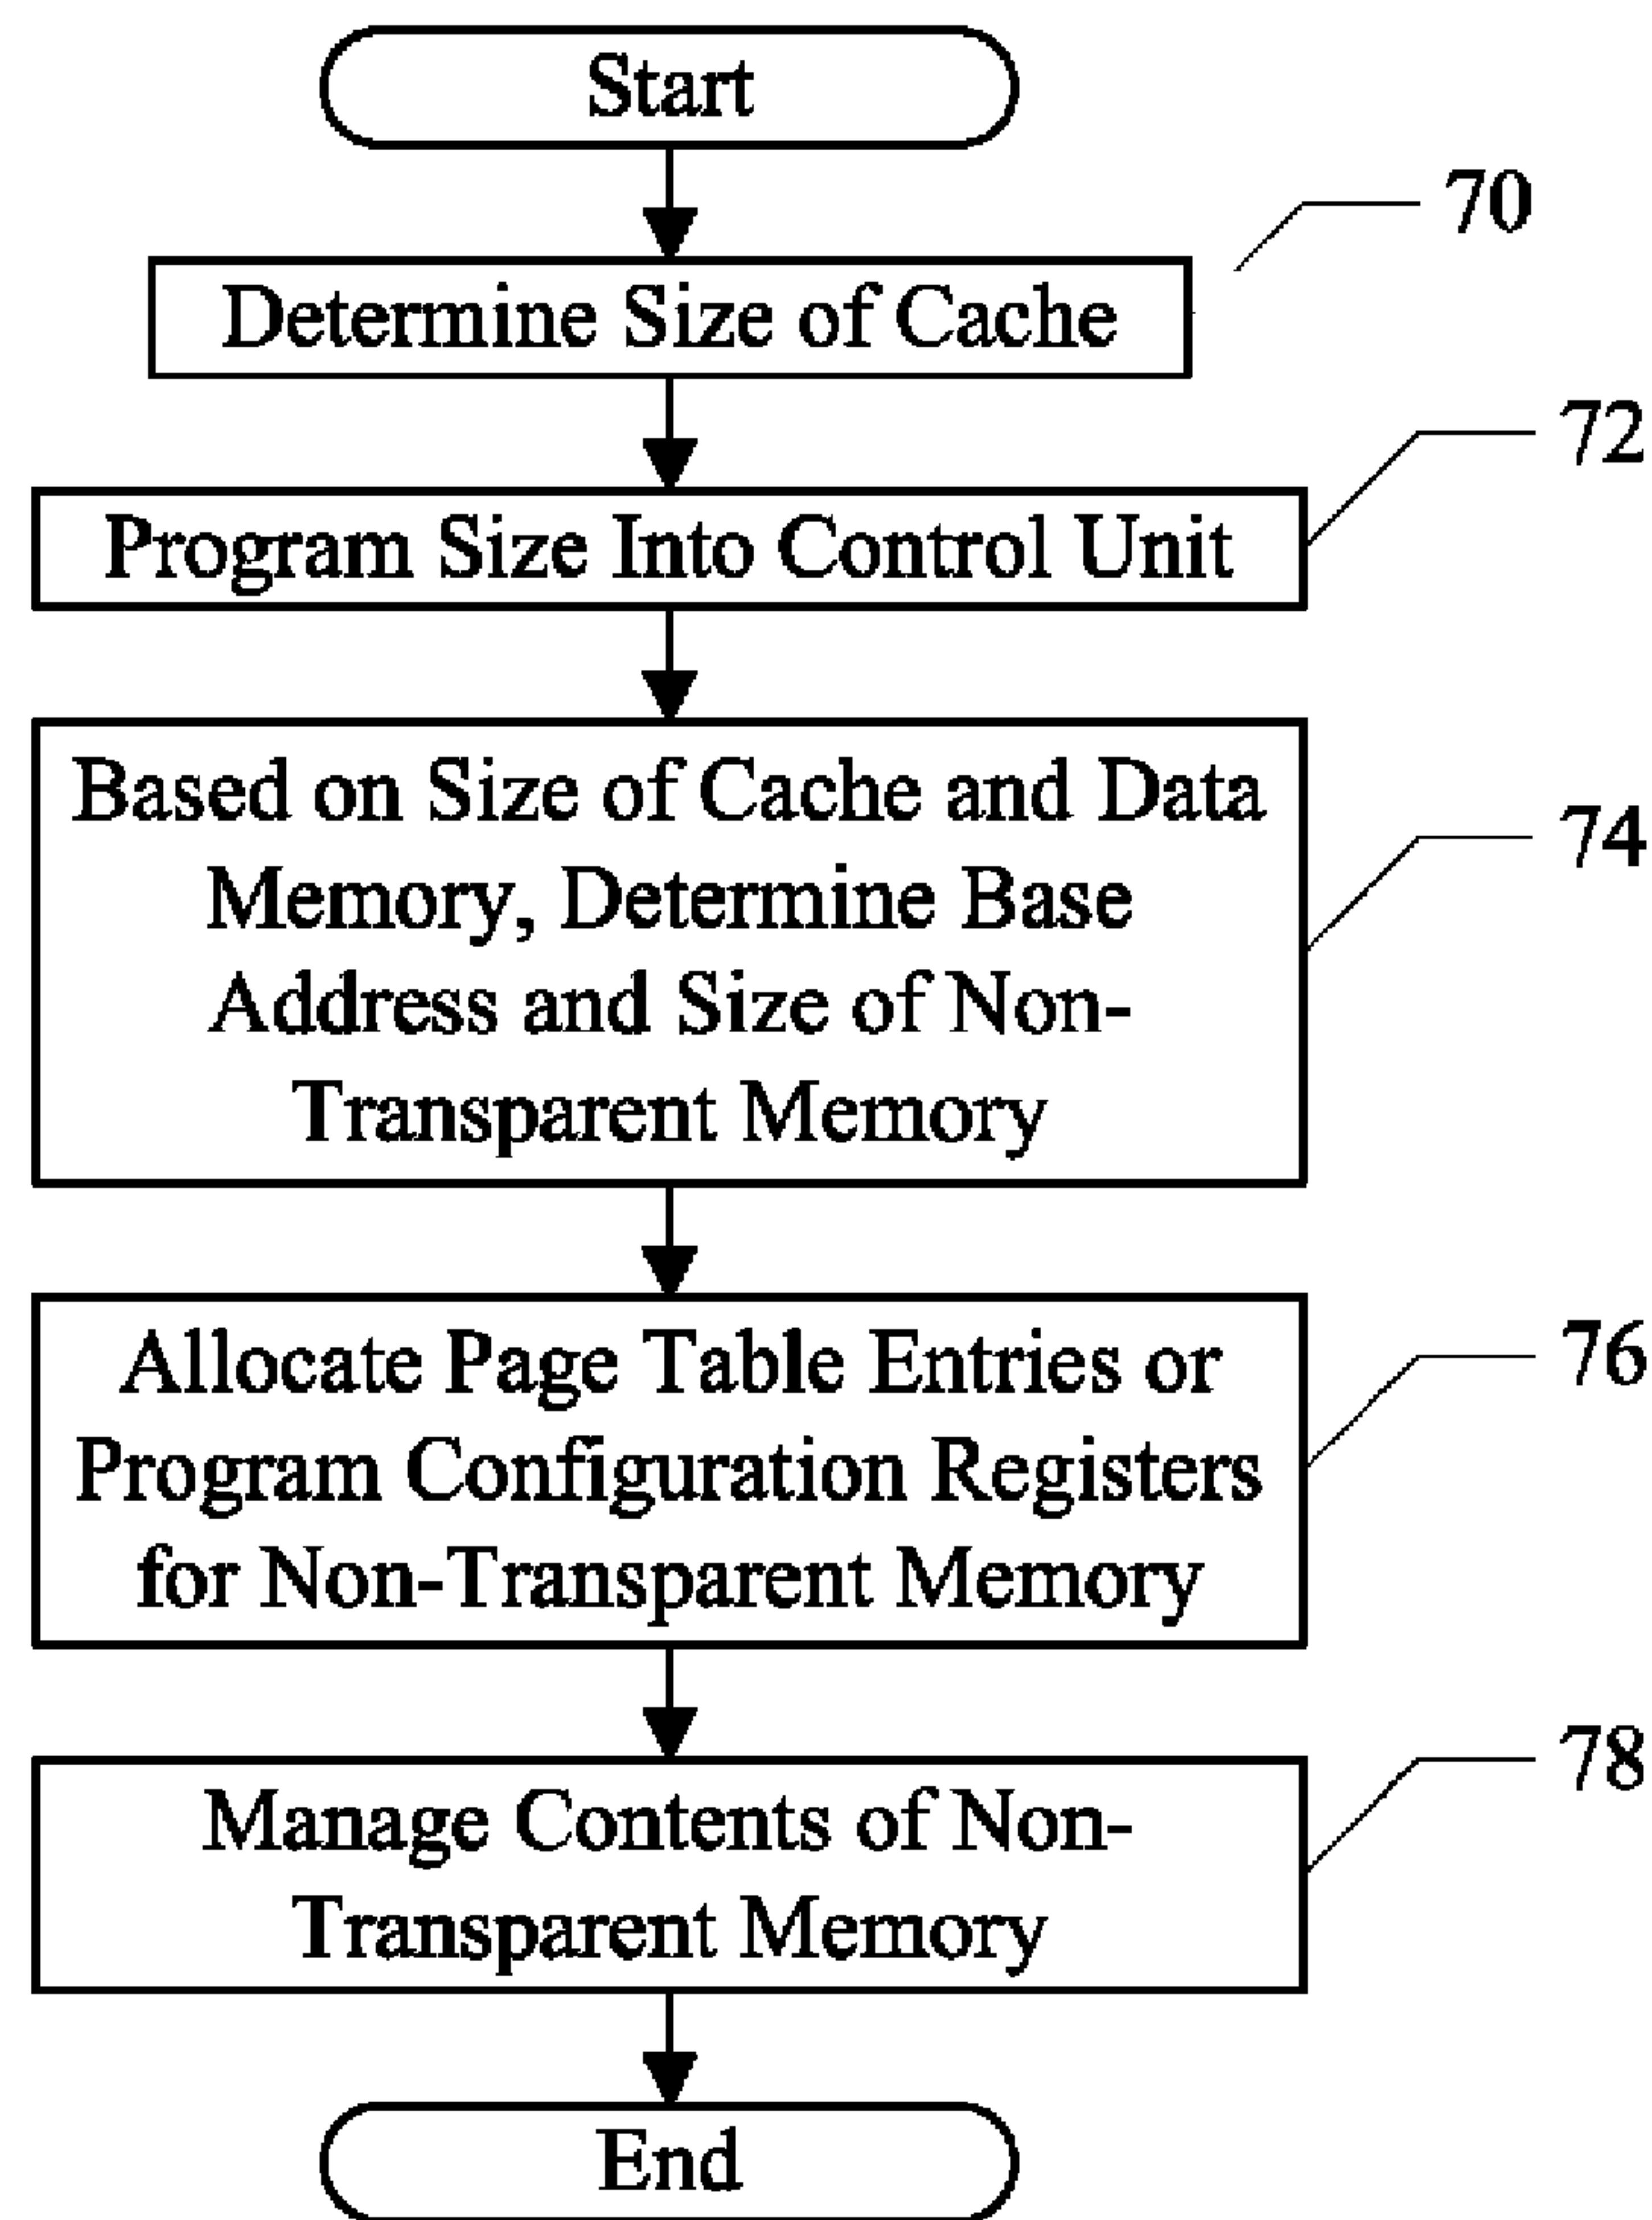 Start
70
Determine Size of Cache
72
Program Size Into Control Unit
74
Based on Size of Cache and Data
Memory, Determine Base
Address and Size of Non-
Transparent Memory
76
Allocate Page Table Entries or
Program Configuration Registers
for Non-Transparent Memory
78
Manage Contents of Non-
Transparent Memory
End